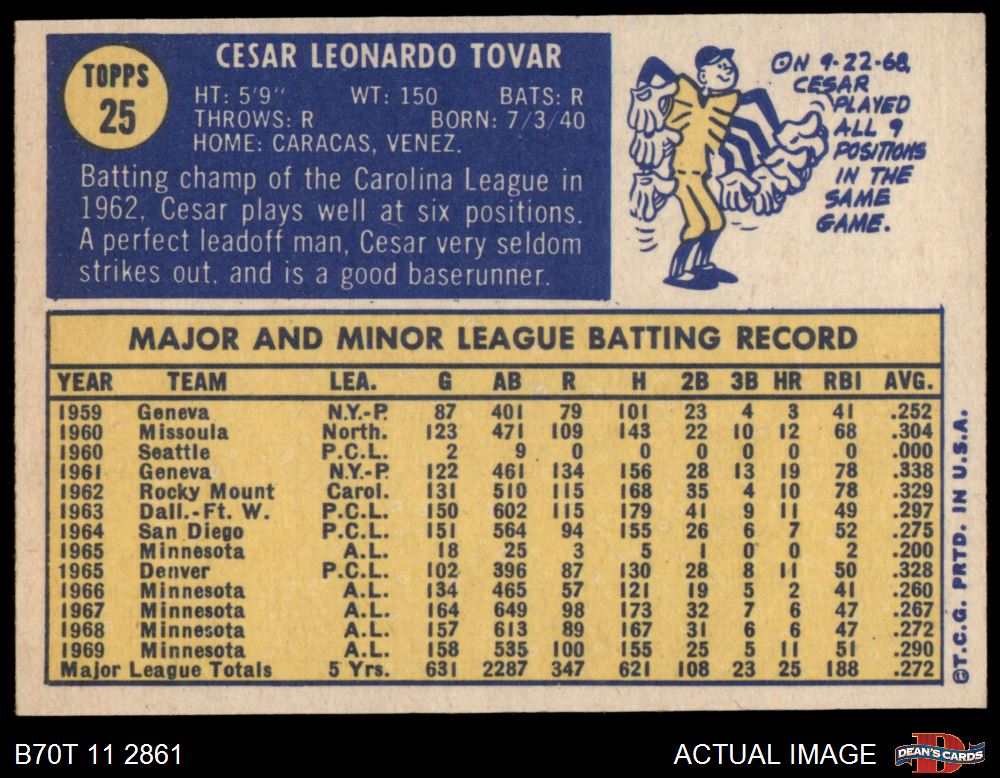 TOPPS
25
CESAR LEONARDO TOVAR
HT: 5'9" WT: 150 BATS: R
THROWS: R BORN: 7/3/40
HOME: CARACAS, VENEZ.
Batting champ of the Carolina League in
1962, Cesar plays well at six positions.
A perfect leadoff man, Cesar very seldom
strikes out, and is a good baserunner.
ON 9-22-68,
CESAR
PLAYED
ALL 9
POSITIONS
IN THE
SAME
GAME.
MAJOR AND MINOR LEAGUE BATTING RECORD
YEAR TEAM LEA. G AB R H 2B 3B HR RBI AVG.
1959 Geneva N.Y.-P. 87 401 79 101 23 4 3 41 .252
1960 Missoula North. 123 471 109 143 22 10 12 68 .304
1960 Seattle P.C.L. 2 9 0 0 0 0 0 0 .000
1961 Geneva N.Y.-P. 122 461 134 156 28 13 19 78 .338
1962 Rocky Mount Carol. 131 510 115 168 35 4 10 78 .329
1963 Dall.-Ft. W. P.C.L. 150 602 115 179 41 9 11 49 .297
1964 San Diego P.C.L. 151 564 94 155 26 6 7 52 .275
1965 Minnesota A.L. 18 25 3 5 1 0 0 2 .200
1965 Denver P.C.L. 102 396 87 130 28 8 11 50 .328
1966 Minnesota A.L. 134 465 57 121 19 5 2 41 .260
1967 Minnesota A.L. 164 649 98 173 32 7 6 47 .267
1968 Minnesota A.L. 157 613 89 167 31 6 6 47 .272
1969 Minnesota A.L. 158 535 100 155 25 5 11 51 .290
Major League Totals 5 Yrs. 631 2287 347 621 108 23 25 188 .272
©T.C.G. PRTD. IN U.S.A.
B70T 11 2861
ACTUAL IMAGE
DEAN'S CARDS